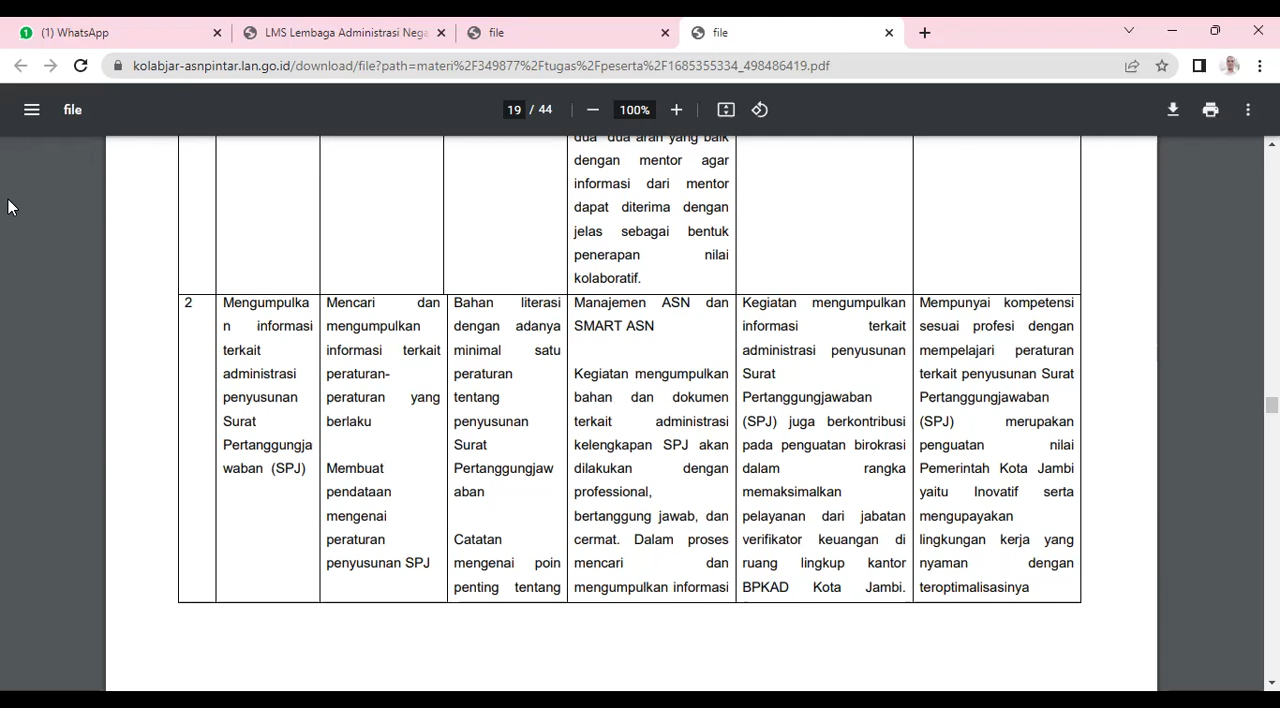 (1) WhatsApp
LMS Lembaga Administrasi Nega
file
file
kolabjar-asnpintar.lan.go.id/download/file?path=materi%2F349877%2Ftugas%2Fpeserta%2F1685355334_498486419.pdf
file
19 / 44
100%
dua dua arah yang baik
dengan mentor agar
informasi dari mentor
dapat diterima dengan
jelas sebagai bentuk
penerapan nilai
kolaboratif.
2
Mengumpulka
n informasi
terkait
administrasi
penyusunan
Surat
Pertanggungja
waban (SPJ)
Mencari dan
mengumpulkan
informasi terkait
peraturan-
peraturan yang
berlaku
Membuat
pendataan
mengenai
peraturan
penyusunan SPJ
Bahan literasi
dengan adanya
minimal satu
peraturan
tentang
penyusunan
Surat
Pertanggungjaw
aban
Catatan
mengenai poin
penting tentang
Manajemen ASN dan
SMART ASN
Kegiatan mengumpulkan
bahan dan dokumen
terkait administrasi
kelengkapan SPJ akan
dilakukan dengan
professional,
bertanggung jawab, dan
cermat. Dalam proses
mencari dan
mengumpulkan informasi
Kegiatan mengumpulkan
informasi terkait
administrasi penyusunan
Surat
Pertanggungjawaban
(SPJ) juga berkontribusi
pada penguatan birokrasi
dalam rangka
memaksimalkan
pelayanan dari jabatan
verifikator keuangan di
ruang lingkup kantor
BPKAD Kota Jambi.
Mempunyai kompetensi
sesuai profesi dengan
mempelajari peraturan
terkait penyusunan Surat
Pertanggungjawaban
(SPJ) merupakan
penguatan nilai
Pemerintah Kota Jambi
yaitu Inovatif serta
mengupayakan
lingkungan kerja yang
nyaman dengan
teroptimalisasinya